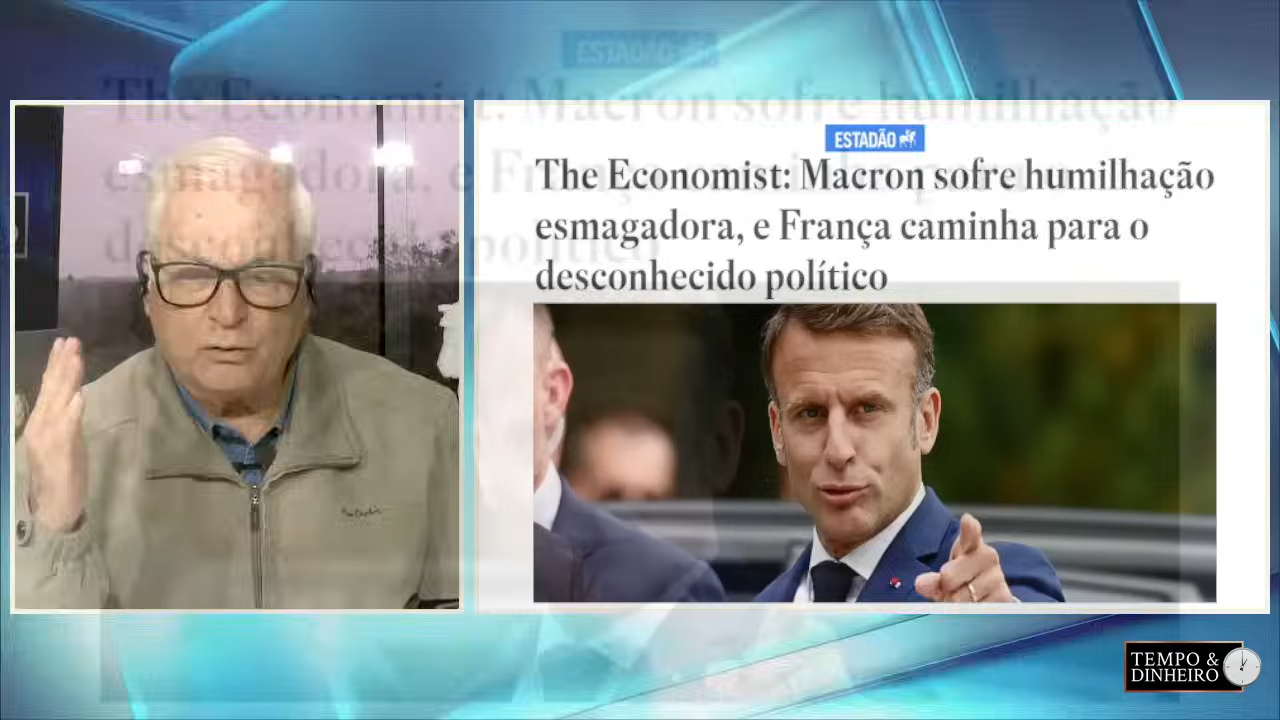 ESTADÃO
The Economist: Macron sofre humilhação
esmagadora, e França caminha para o
desconhecido político
TEMPO &
DINHEIRO